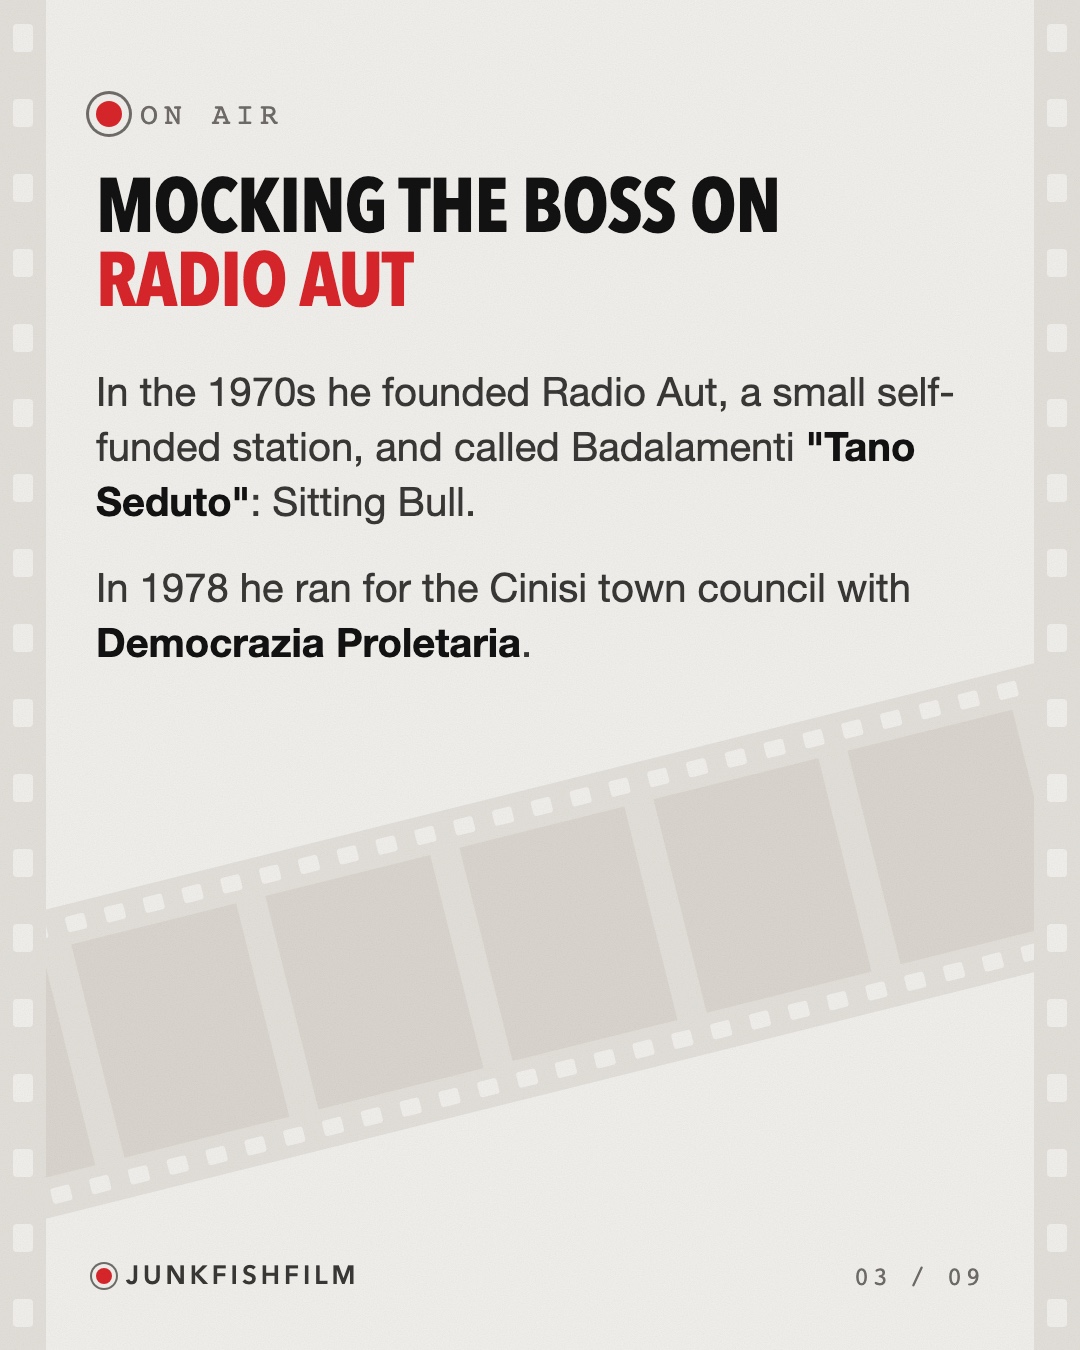 ON AIR
MOCKING THE BOSS ON
RADIO AUT
In the 1970s he founded Radio Aut, a small self-
funded station, and called Badalamenti "Tano
Seduto": Sitting Bull.
In 1978 he ran for the Cinisi town council with
Democrazia Proletaria.
JUNKFISHFILM
03 / 09